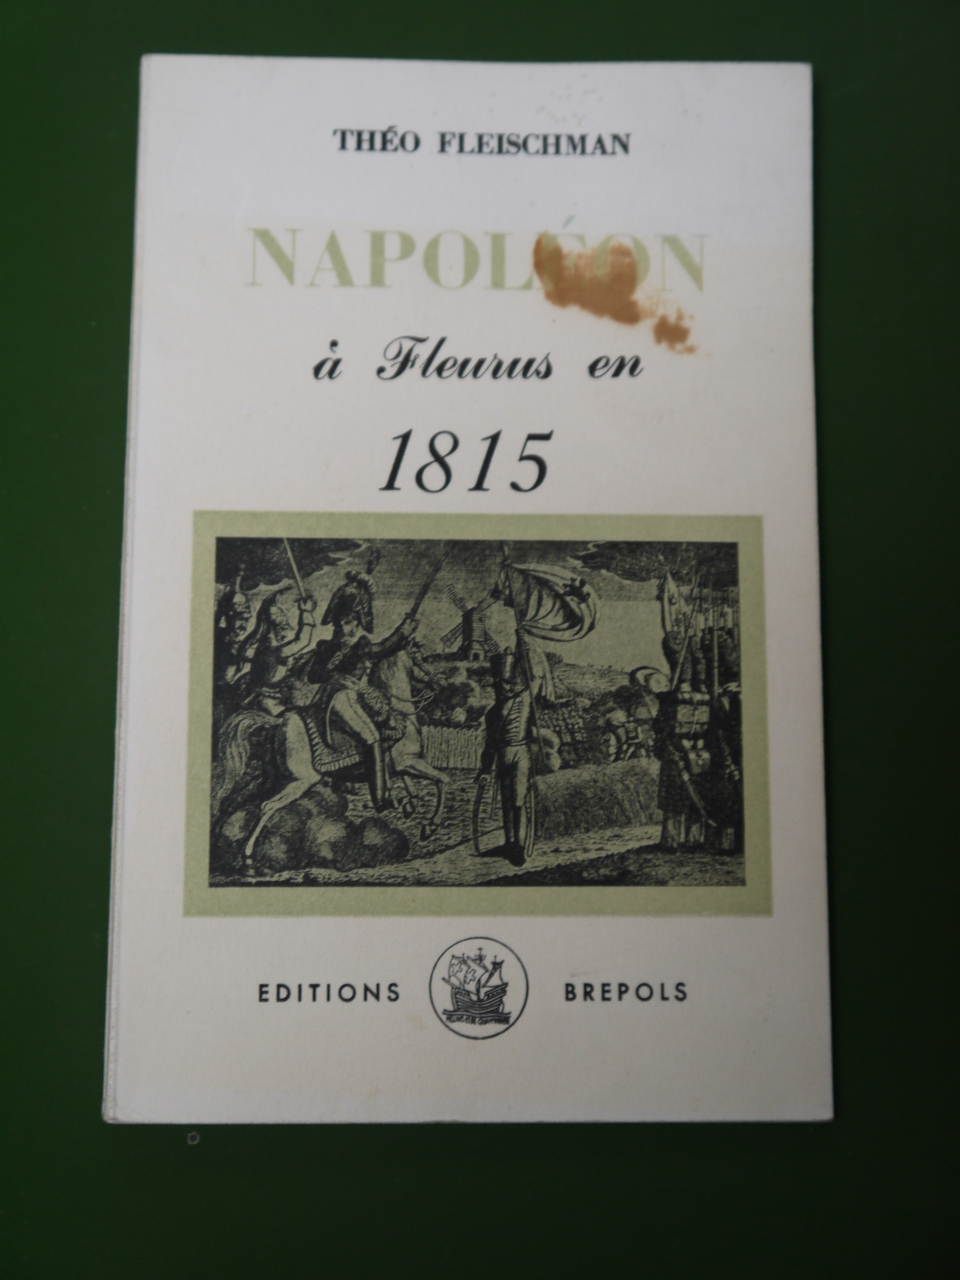 THÉO FLEISCHMAN
NAPOLÉON
à Fleurus en
1815
EDITIONS BREPOLS